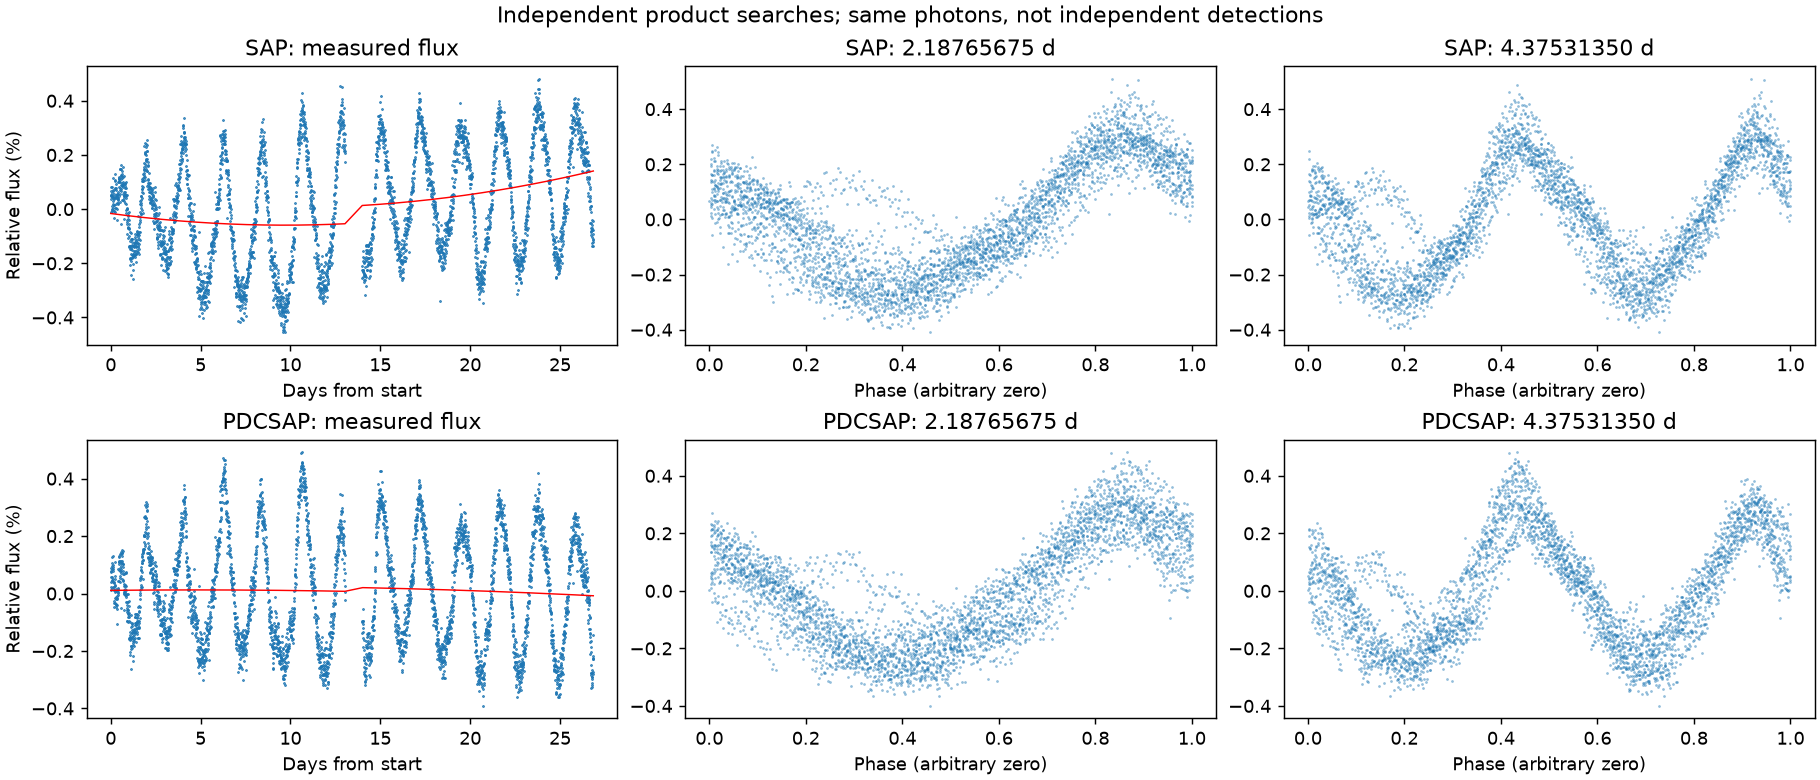 Independent product searches; same photons, not independent detections
SAP: measured flux
SAP: 2.18765675 d
SAP: 4.37531350 d
Relative flux (%)
0.4
0.2
0.0
−0.2
−0.4
0 5 10 15 20 25
Days from start
0.4
0.2
0.0
−0.2
−0.4
0.0 0.2 0.4 0.6 0.8 1.0
Phase (arbitrary zero)
0.4
0.2
0.0
−0.2
−0.4
0.0 0.2 0.4 0.6 0.8 1.0
Phase (arbitrary zero)
PDCSAP: measured flux
PDCSAP: 2.18765675 d
PDCSAP: 4.37531350 d
Relative flux (%)
0.4
0.2
0.0
−0.2
−0.4
0 5 10 15 20 25
Days from start
0.4
0.2
0.0
−0.2
−0.4
0.0 0.2 0.4 0.6 0.8 1.0
Phase (arbitrary zero)
0.4
0.2
0.0
−0.2
−0.4
0.0 0.2 0.4 0.6 0.8 1.0
Phase (arbitrary zero)